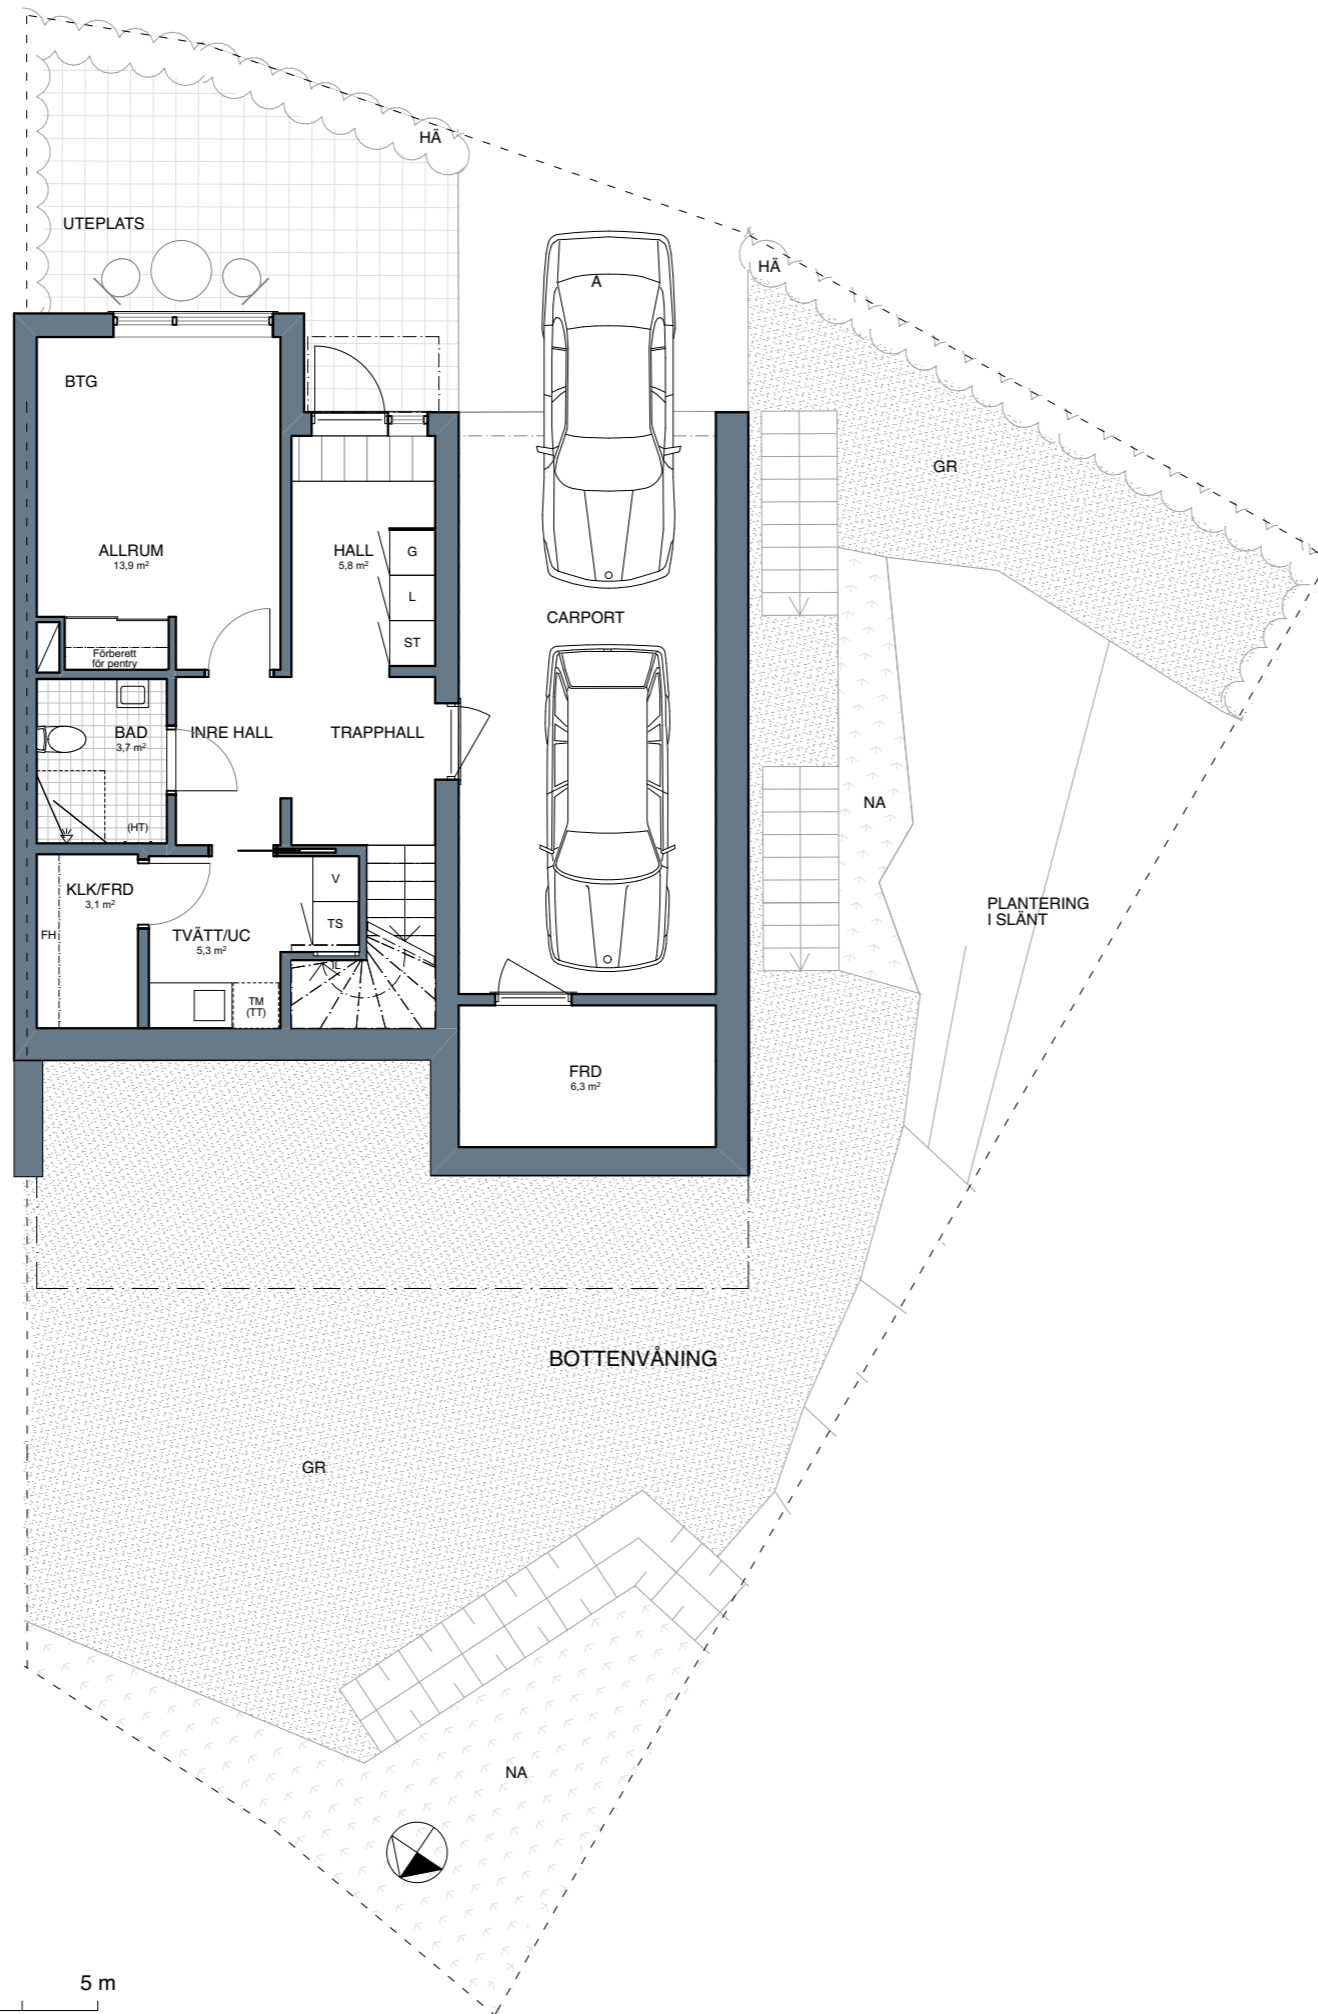 HÄ
UTEPLATS
HÄ
A
BTG
GR
ALLRUM
13,9 m²
HALL
5,8 m²
G
L
ST
CARPORT
Förberett
för pentry
BAD
3,7 m²
INRE HALL
TRAPPHALL
(HT)
NA
KLK/FRD
3,1 m²
V
TS
FH
TVÄTT/UC
5,3 m²
PLANTERING
I SLÄNT
TM
(TT)
FRD
6,3 m²
BOTTENVÅNING
GR
NA
5 m